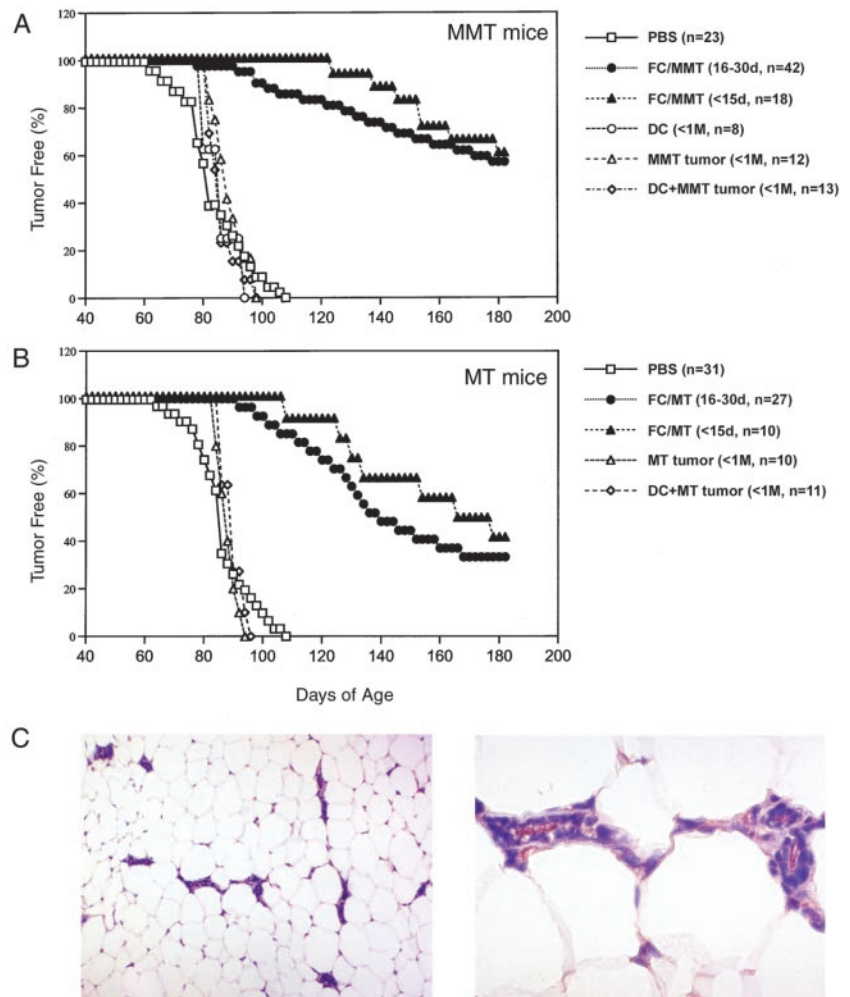 A
MMT mice
120
100
80
60
40
20
0
Tumor Free (%)
40 60 80 100 120 140 160 180 200
PBS (n=23)
FC/MMT (16-30d, n=42)
FC/MMT (<15d, n=18)
DC (<1M, n=8)
MMT tumor (<1M, n=12)
DC+MMT tumor (<1M, n=13)
B
MT mice
120
100
80
60
40
20
0
Tumor Free (%)
40 60 80 100 120 140 160 180 200
Days of Age
PBS (n=31)
FC/MT (16-30d, n=27)
FC/MT (<15d, n=10)
MT tumor (<1M, n=10)
DC+MT tumor (<1M, n=11)
C